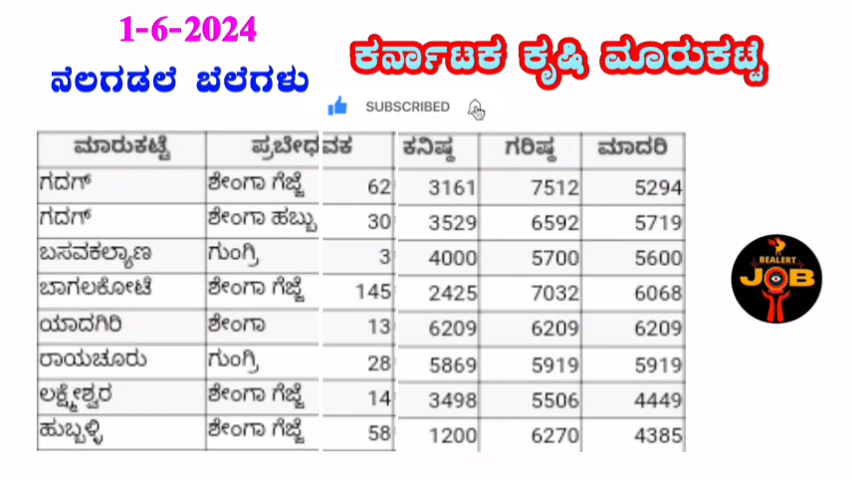 1-6-2024
ಕರ್ನಾಟಕ ಕೃಷಿ ಮಾರುಕಟ್ಟೆ
ನೆಲಗಡಲೆ ಬೆಲೆಗಳು
SUBSCRIBED
ಮಾರುಕಟ್ಟೆ ಪ್ರಬೇಧ ವಕ ಕನಿಷ್ಠ ಗರಿಷ್ಠ ಮಾದರಿ
ಗದಗ್ ಶೇಂಗಾ ಗೆಜ್ಜೆ 62 3161 7512 5294
ಗದಗ್ ಶೇಂಗಾ ಹಬ್ಬು 30 3529 6592 5719
ಬಸವಕಲ್ಯಾಣ ಗುಂಗ್ರಿ 3 4000 5700 5600
ಬಾಗಲಕೋಟೆ ಶೇಂಗಾ ಗೆಜ್ಜೆ 145 2425 7032 6068
ಯಾದಗಿರಿ ಶೇಂಗಾ 13 6209 6209 6209
ರಾಯಚೂರು ಗುಂಗ್ರಿ 28 5869 5919 5919
ಲಕ್ಷ್ಮೇಶ್ವರ ಶೇಂಗಾ ಗೆಜ್ಜೆ 14 3498 5506 4449
ಹುಬ್ಬಳ್ಳಿ ಶೇಂಗಾ ಗೆಜ್ಜೆ 58 1200 6270 4385
BEALERT
JOB